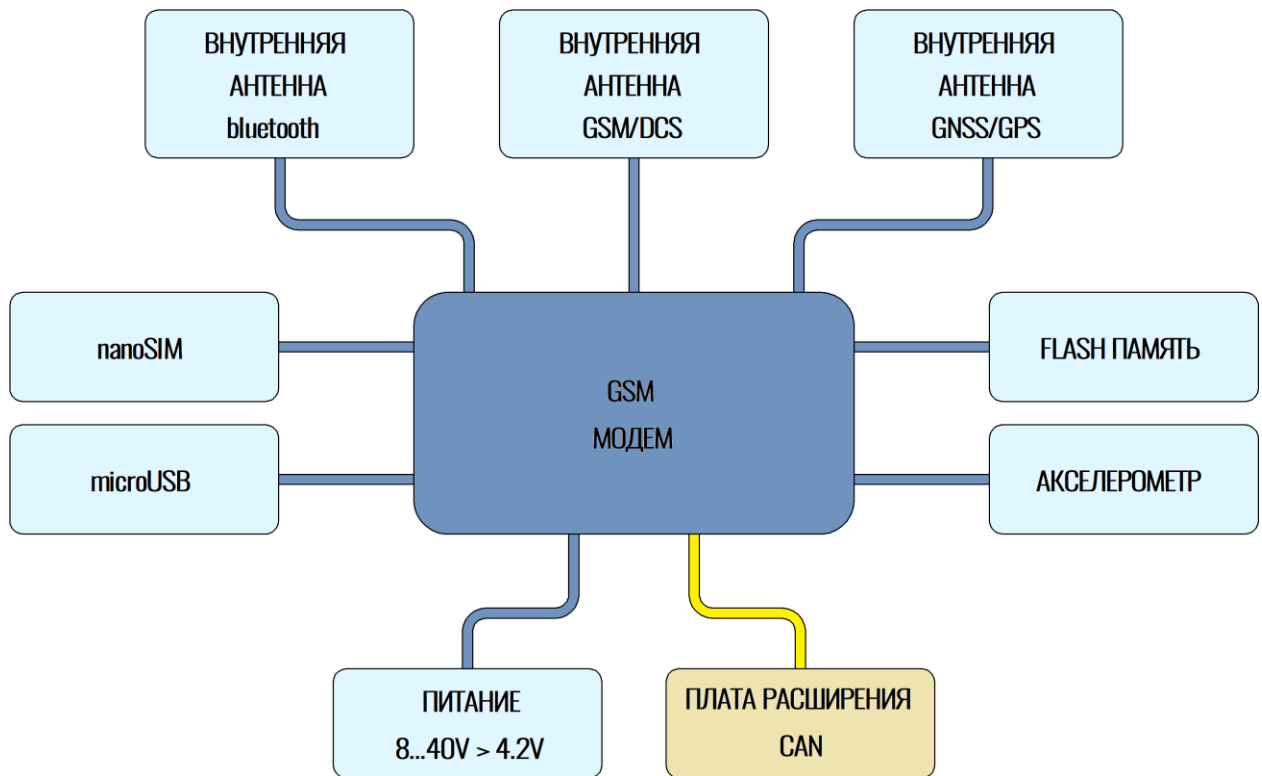 ВНУТРЕННЯЯ
АНТЕННА
bluetooth
ВНУТРЕННЯЯ
АНТЕННА
GSM/DCS
ВНУТРЕННЯЯ
АНТЕННА
GNSS/GPS
nanoSIM
GSM
МОДЕМ
FLASH ПАМЯТЬ
microUSB
АКСЕЛЕРОМЕТР
ПИТАНИЕ
8...40V > 4.2V
ПЛАТА РАСШИРЕНИЯ
CAN